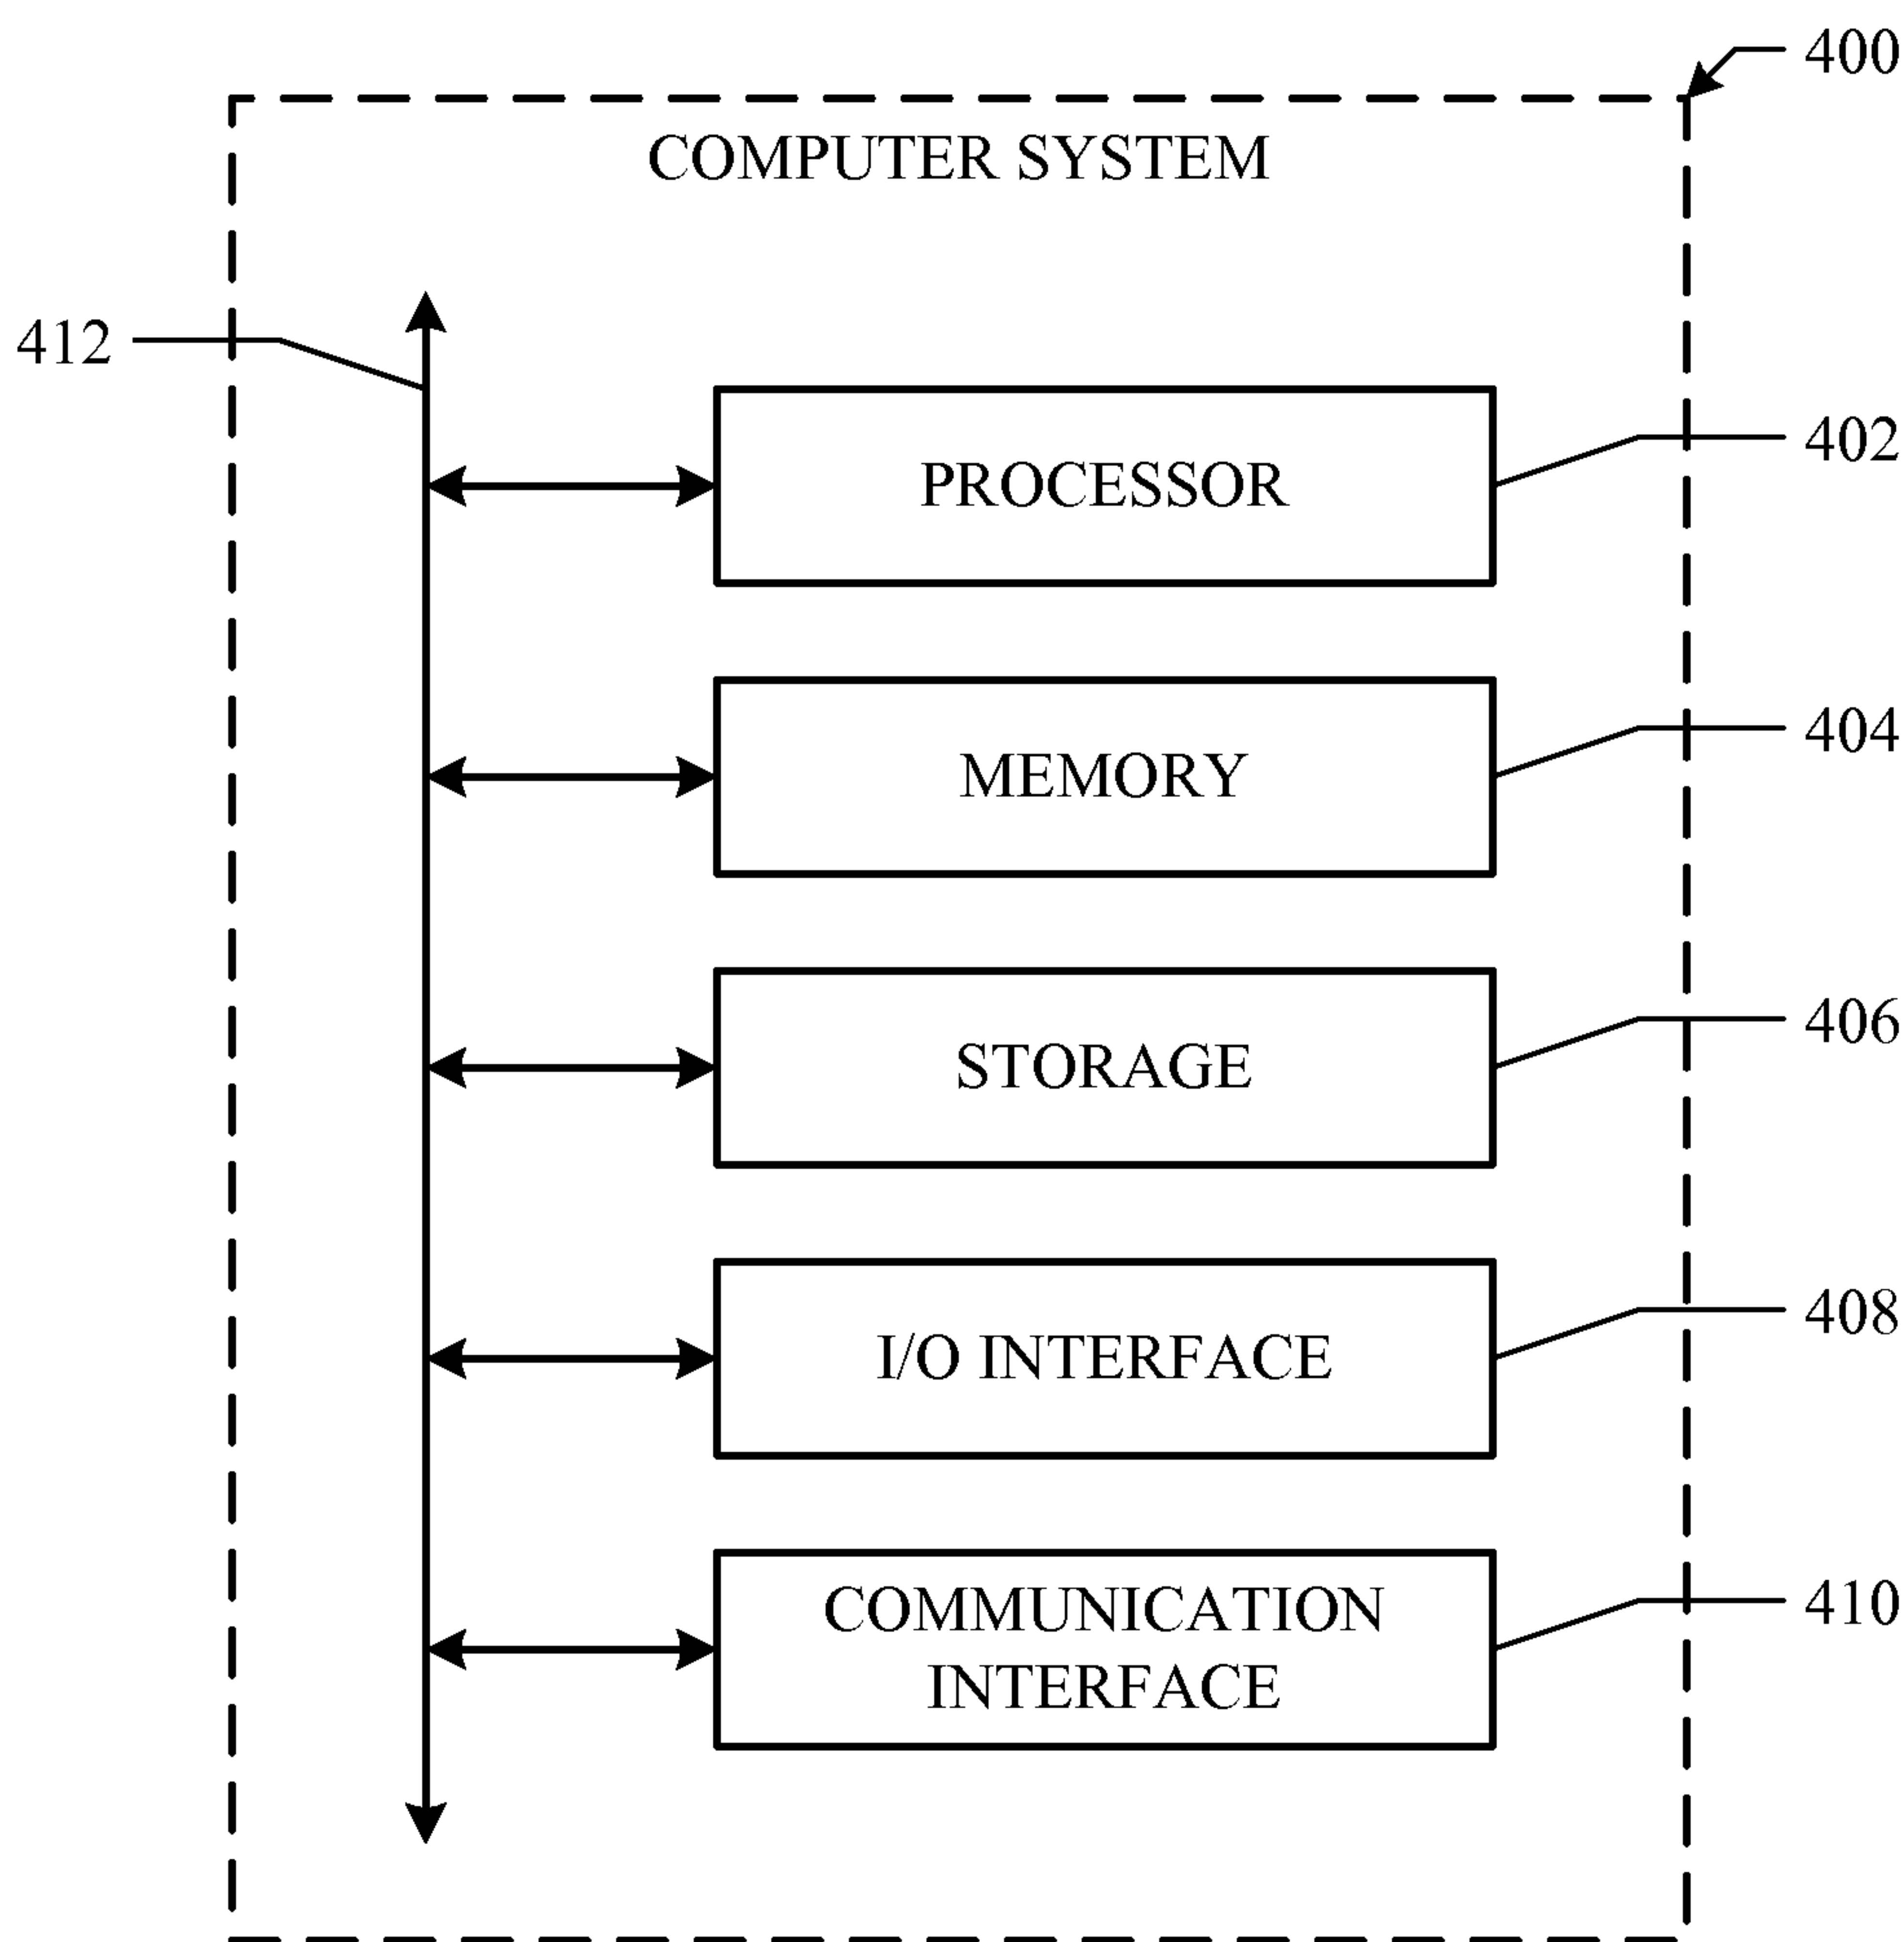 400
COMPUTER SYSTEM
412
402
PROCESSOR
404
MEMORY
406
STORAGE
408
I/O INTERFACE
410
COMMUNICATION
INTERFACE